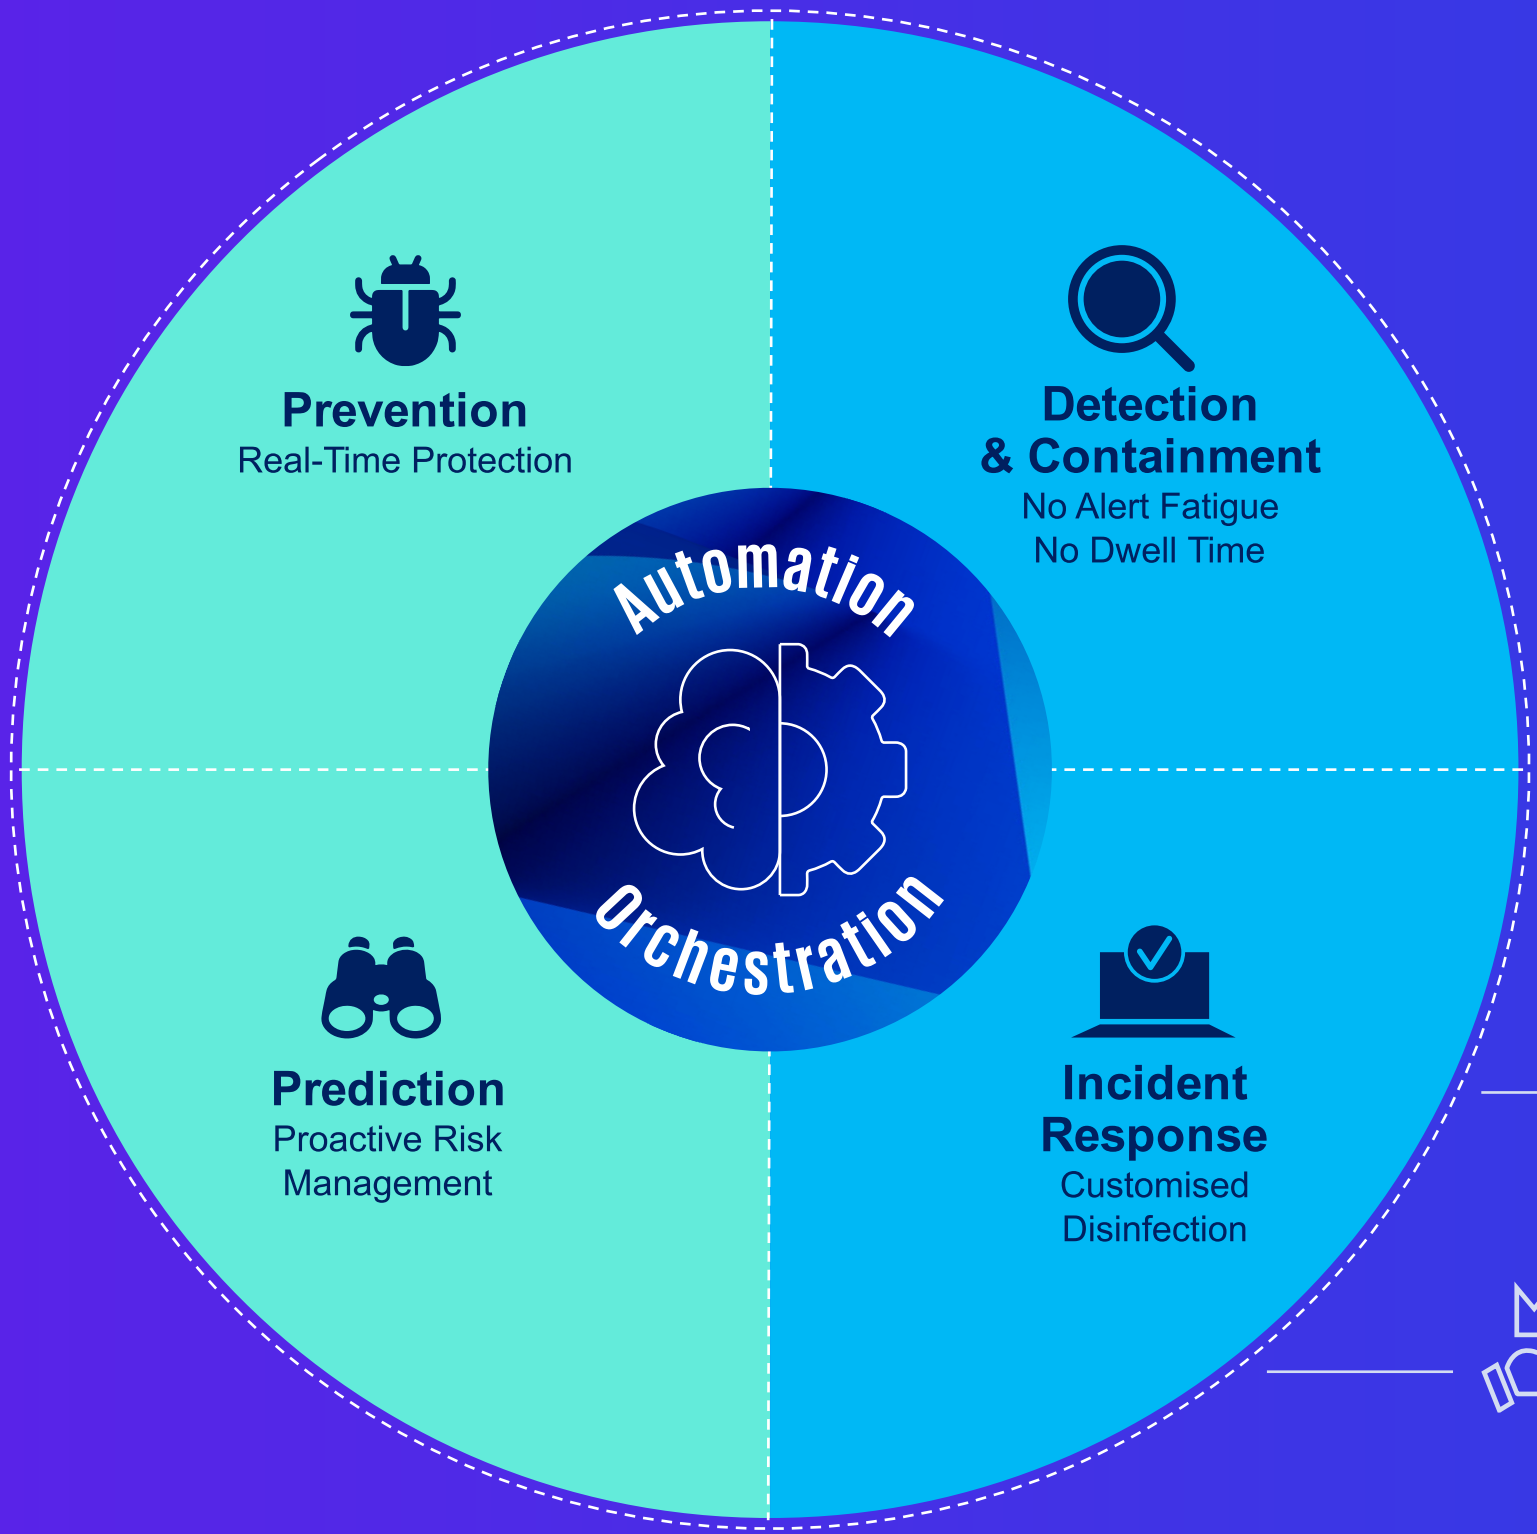 Prevention
Real-Time Protection
Detection
& Containment
No Alert Fatigue
No Dwell Time
Automation
Orchestration
Prediction
Proactive Risk
Management
Incident
Response
Customised
Disinfection